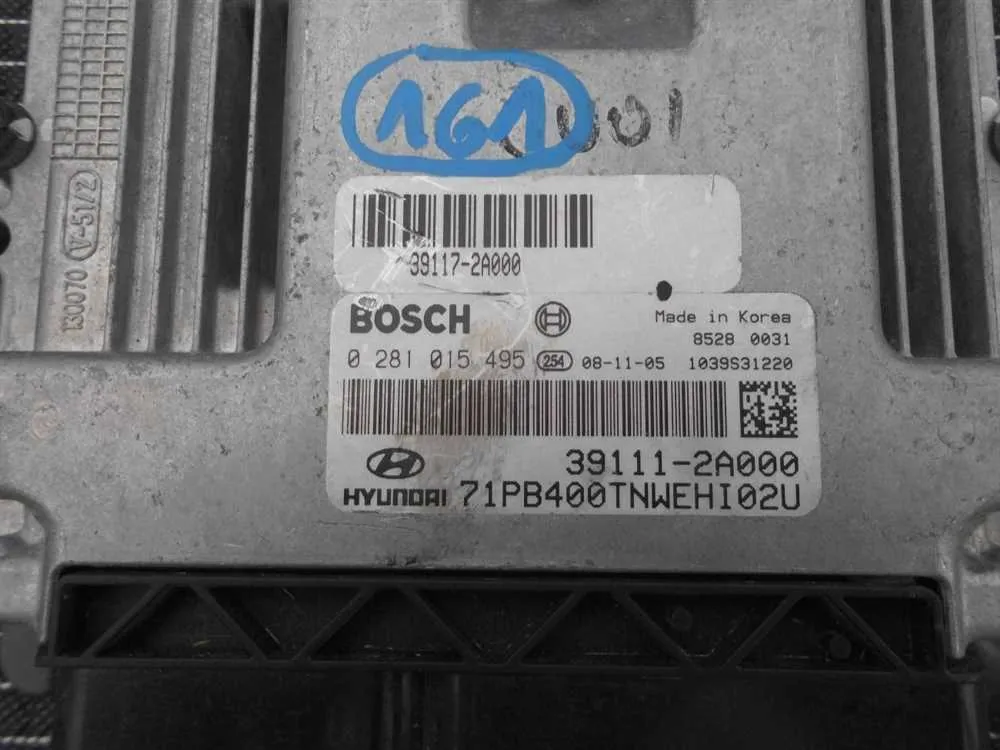 161
001
V-51/2
130070
39117-2A000
BOSCH
Made in Korea
8528 0031
0 281 015 495 254 08-11-05 1039S31220
39111-2A000
HYUNDAI 71PB400TNWEHI02U